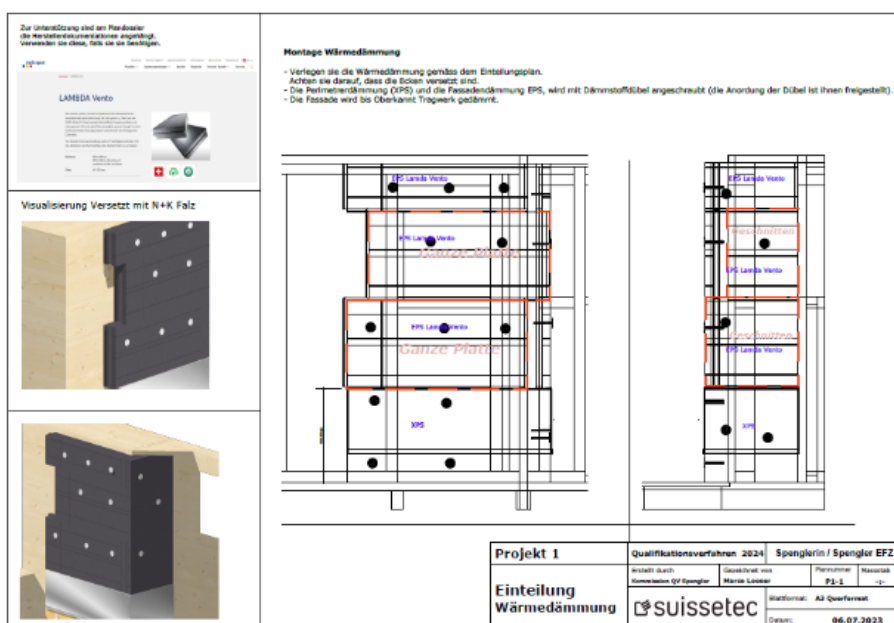 Zur Unterstützung sind am Plandossier
die Herstellerdokumentationen angehängt.
Verwenden sie diese, falls sie sie benötigen.
LAMBDA Vento
Visualisierung Versetzt mit N+K Falz
Montage Wärmedämmung
- Verlegen sie die Wärmedämmung gemäss dem Einteilungsplan.
Achten sie darauf, dass die Ecken versetzt sind.
- Die Perimetrerdämmung (XPS) und die Fassadendämmung EPS, wird mit Dämmstoffdübel angeschraubt (die Anordung der Dübel ist ihnen freigestellt).
- Die Fassade wird bis Oberkannt Tragwerk gedämmt.
EPS Lamda Vento
EPS Lamda Vento
Ganze Platte
EPS Lamda Vento
Ganze Platte
XPS
EPS Lamda Vento
Geschnitten
EPS Lamda Vento
Geschnitten
EPS Lamda Vento
XPS
Projekt 1
Einteilung
Wärmedämmung
Qualifikationsverfahren 2024
Spenglerin / Spengler EFZ
Erstellt durch
Kommission QV Spengler
Gezeichnet von
Marco Looser
Plannummer
P1-1
Massstab
-:-
suissetec
Blattformat: A3 Querformat
Datum: 06.07.2023